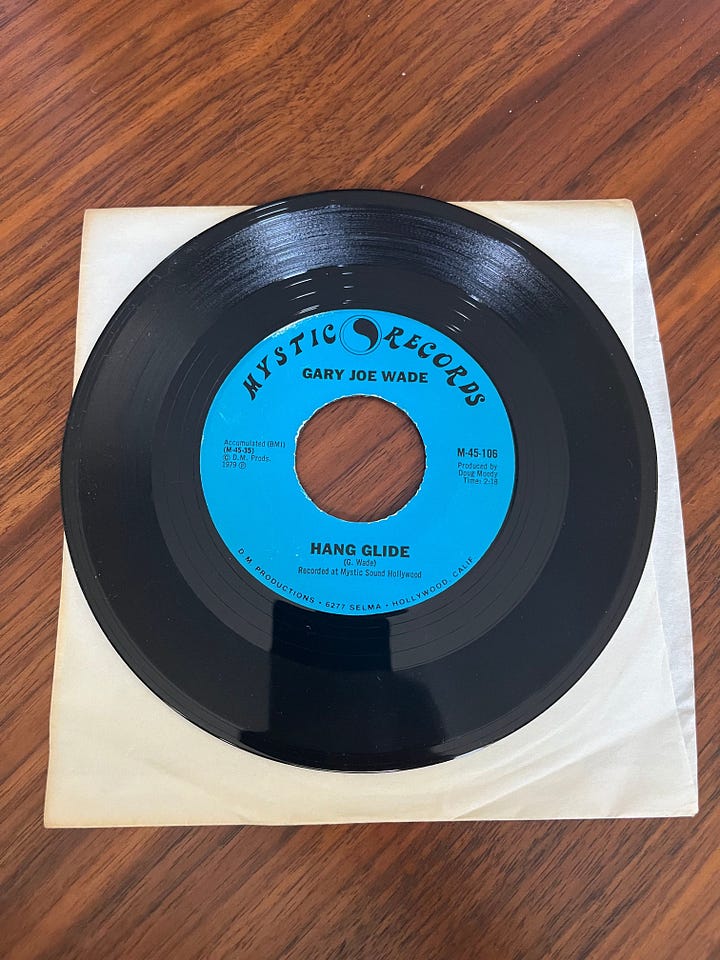 MYSTIC RECORDS
GARY JOE WADE
Accumulated (BMI)
(M-45-35)
© D.M. Prods.
1979 ℗
M-45-106
Produced by
Doug Moody
Time: 2:18
HANG GLIDE
(G. Wade)
Recorded at Mystic Sound Hollywood
D.M. PRODUCTIONS • 6277 SELMA • HOLLYWOOD, CALIF.